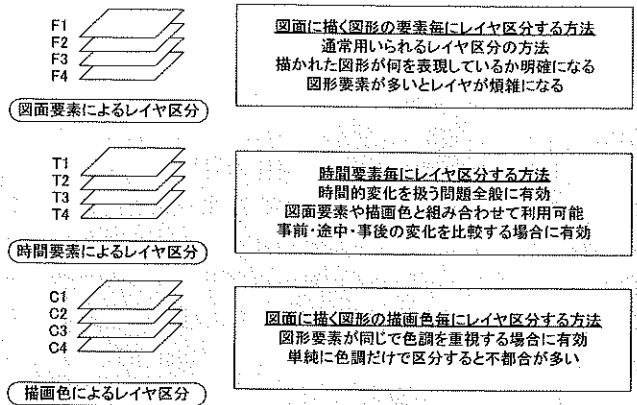 F1
F2
F3
F4
図面要素によるレイヤ区分
図面に描く図形の要素毎にレイヤ区分する方法
通常用いられるレイヤ区分の方法
描かれた図形が何を表現しているか明確になる
図形要素が多いとレイヤが煩雑になる
T1
T2
T3
T4
時間要素によるレイヤ区分
時間要素毎にレイヤ区分する方法
時間的変化を扱う問題全般に有効
図面要素や描画色と組み合わせて利用可能
事前・途中・事後の変化を比較する場合に有効
C1
C2
C3
C4
描画色によるレイヤ区分
図面に描く図形の描画色毎にレイヤ区分する方法
図形要素が同じで色調を重視する場合に有効
単純に色調だけで区分すると不都合が多い